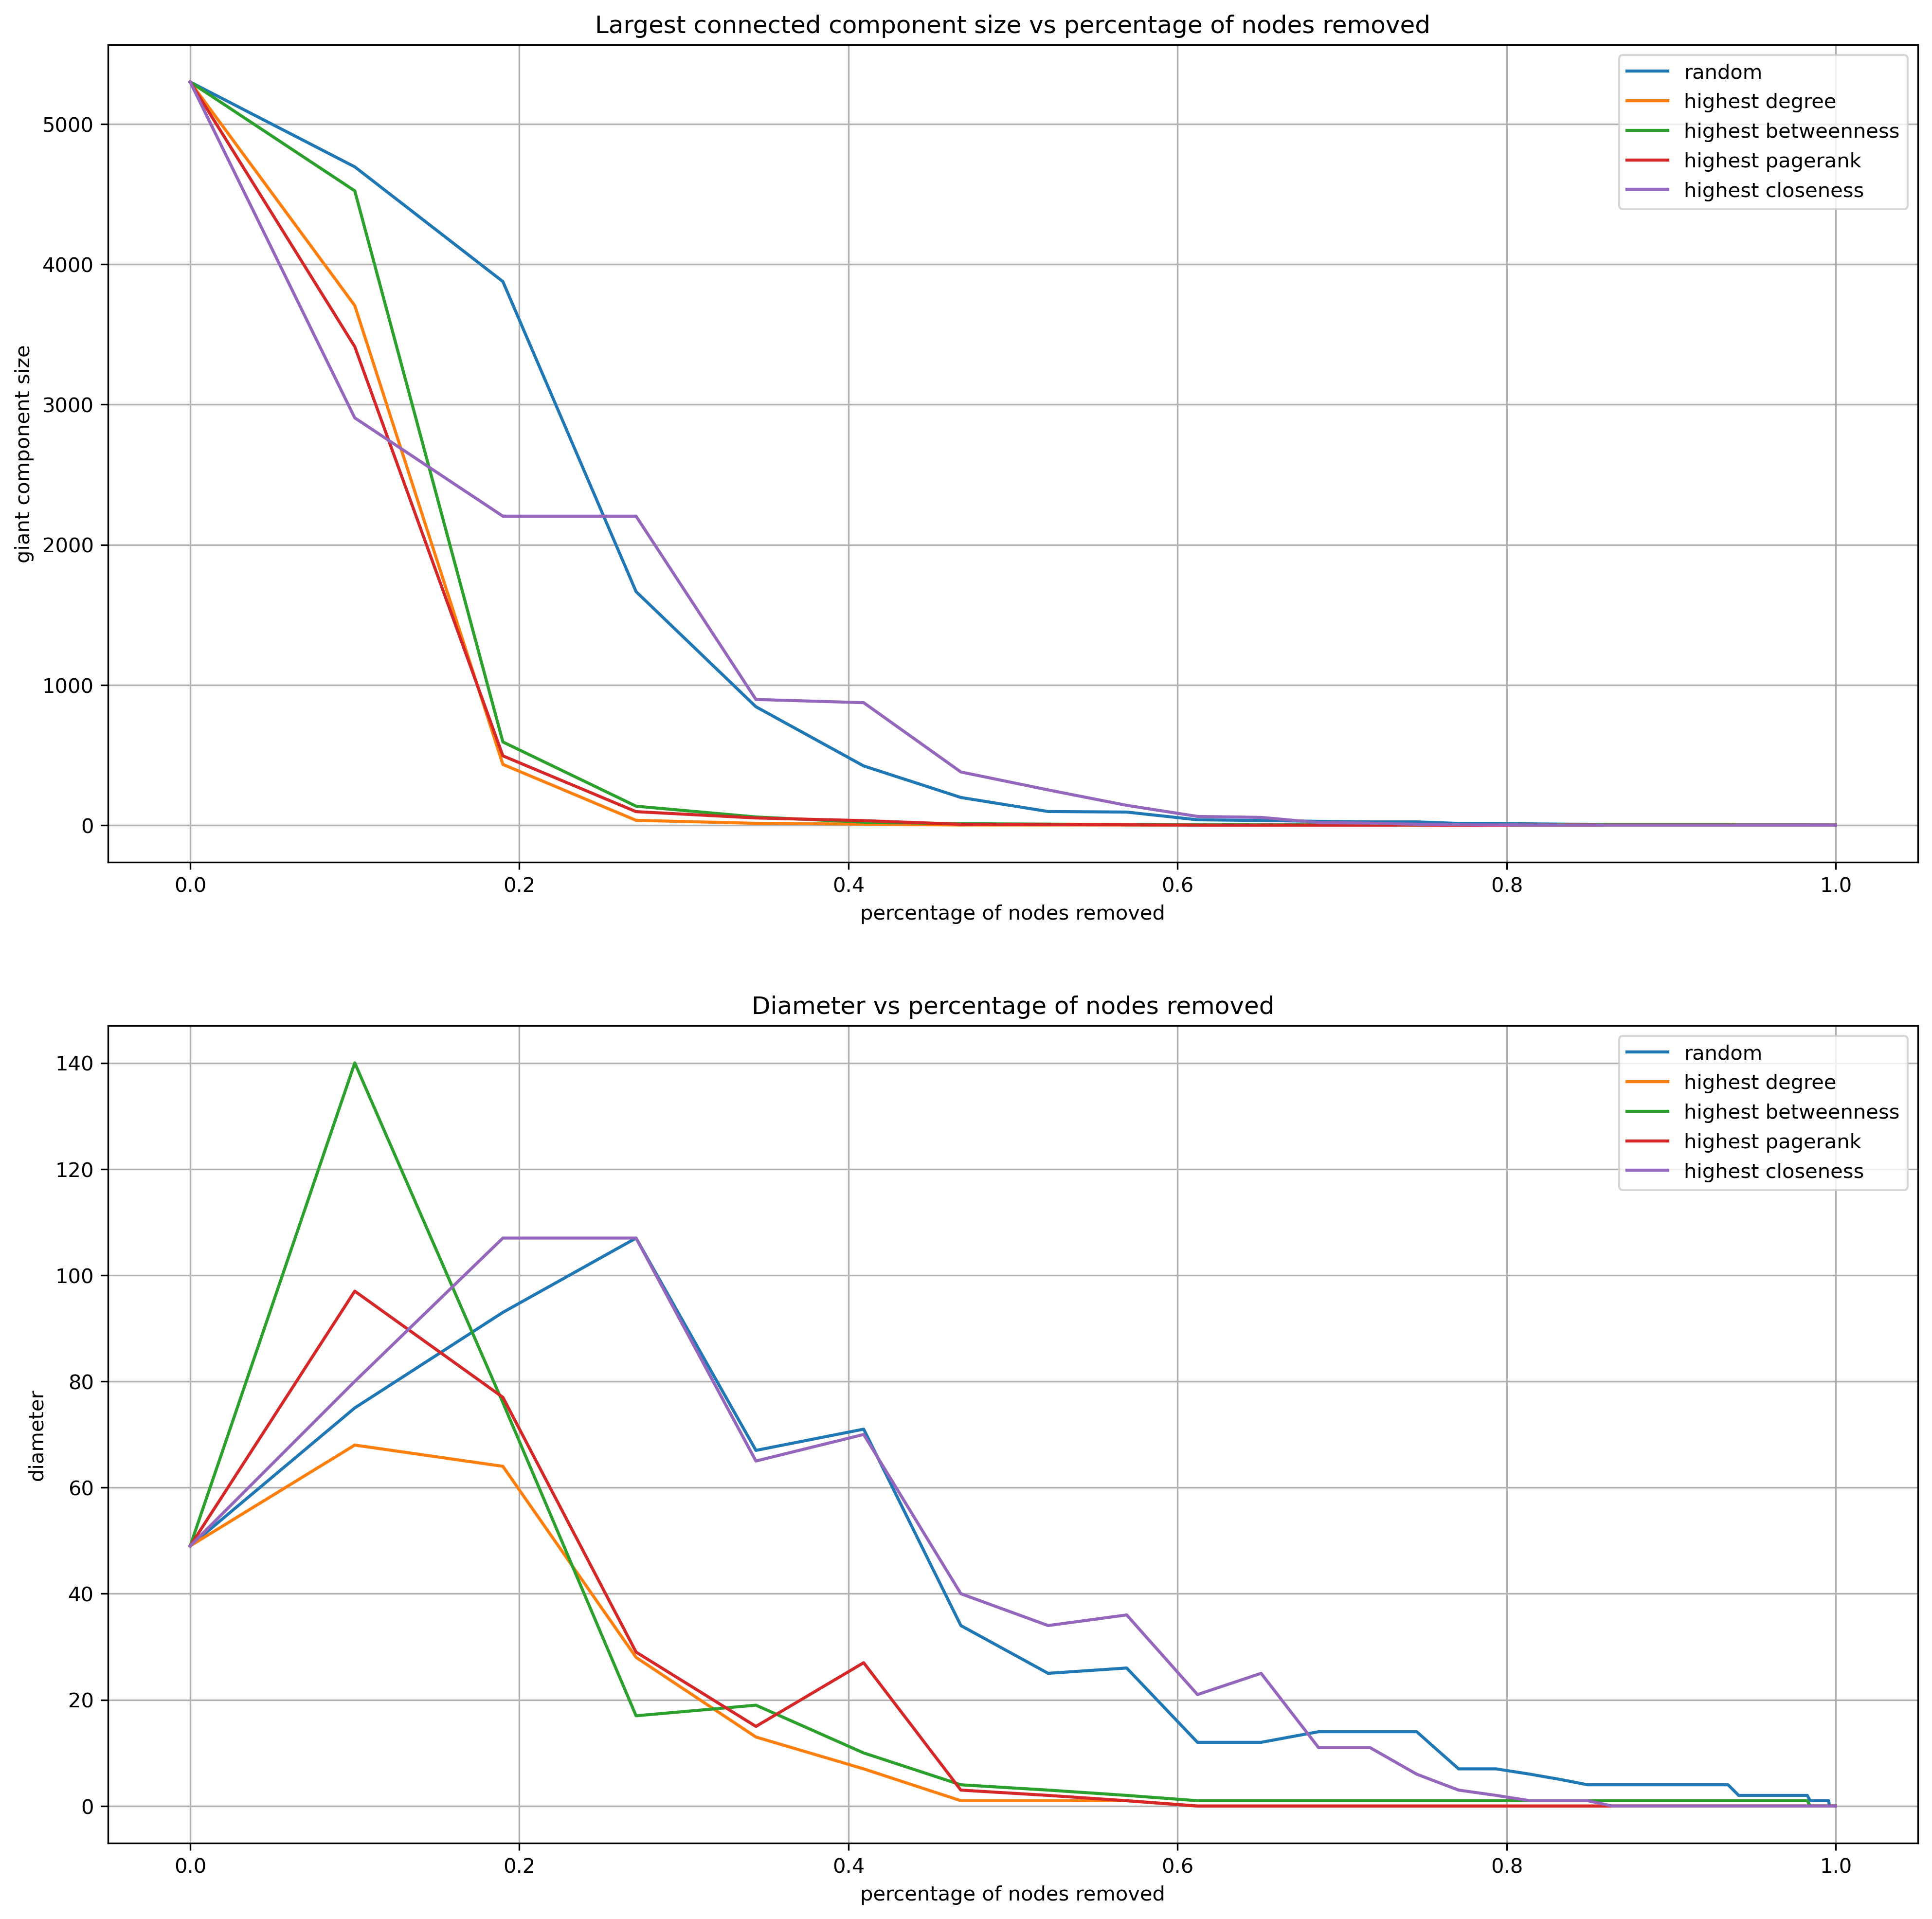 Largest connected component size vs percentage of nodes removed
random
highest degree
highest betweenness
highest pagerank
highest closeness
giant component size
5000
4000
3000
2000
1000
0
0.0 0.2 0.4 0.6 0.8 1.0
percentage of nodes removed
Diameter vs percentage of nodes removed
random
highest degree
highest betweenness
highest pagerank
highest closeness
diameter
140
120
100
80
60
40
20
0
0.0 0.2 0.4 0.6 0.8 1.0
percentage of nodes removed